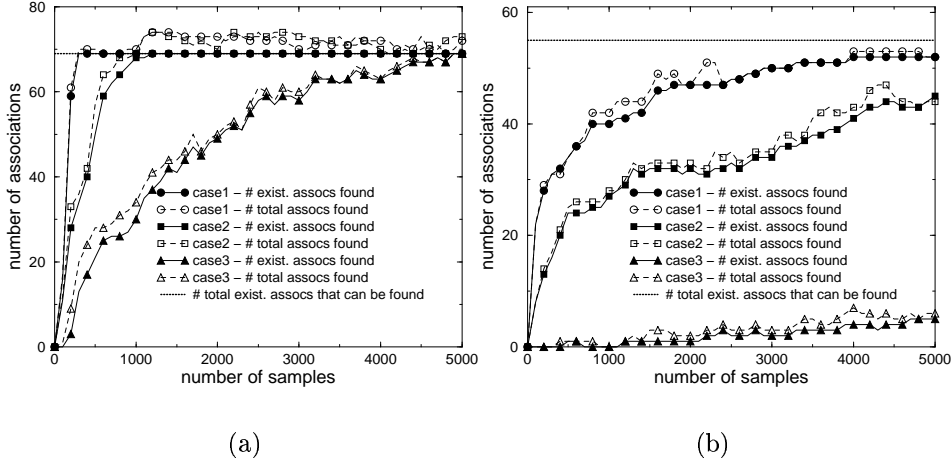 80
60
40
20
0
number of associations
case1 – # exist. assocs found
case1 – # total assocs found
case2 – # exist. assocs found
case2 – # total assocs found
case3 – # exist. assocs found
case3 – # total assocs found
# total exist. assocs that can be found
0 1000 2000 3000 4000 5000
number of samples
(a)
60
40
20
0
number of associations
case1 – # exist. assocs found
case1 – # total assocs found
case2 – # exist. assocs found
case2 – # total assocs found
case3 – # exist. assocs found
case3 – # total assocs found
# total exist. assocs that can be found
0 1000 2000 3000 4000 5000
number of samples
(b)